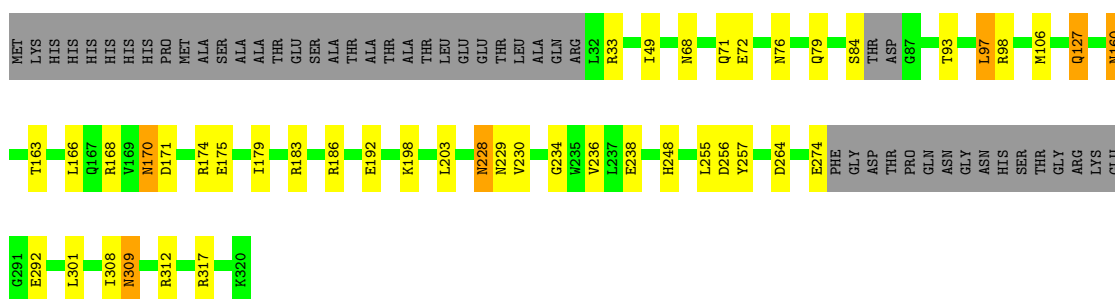 MET LYS HIS HIS HIS HIS HIS HIS PRO MET ALA SER ALA ALA ALA THR GLU SER ALA THR ALA THR ALA THR LEU GLU GLU THR LEU ALA GLN ARG L32 R33 I49 N68 Q71 E72 N76 Q79 S84 THR ASP G87 T93 L97 R98 M106 Q127 N160
T163 L166 Q167 R168 V169 N170 D171 R174 E175 I179 R183 R186 E192 K198 L203 N228 N229 V230 G234 W235 V236 L237 E238 H248 L255 D256 Y257 D264 E274 PHE GLY ASP THR PRO GLN ASN GLY ASN HIS SER THR GLY ARG LYS GLU
G291 E292 L301 I308 N309 R312 R317 K320